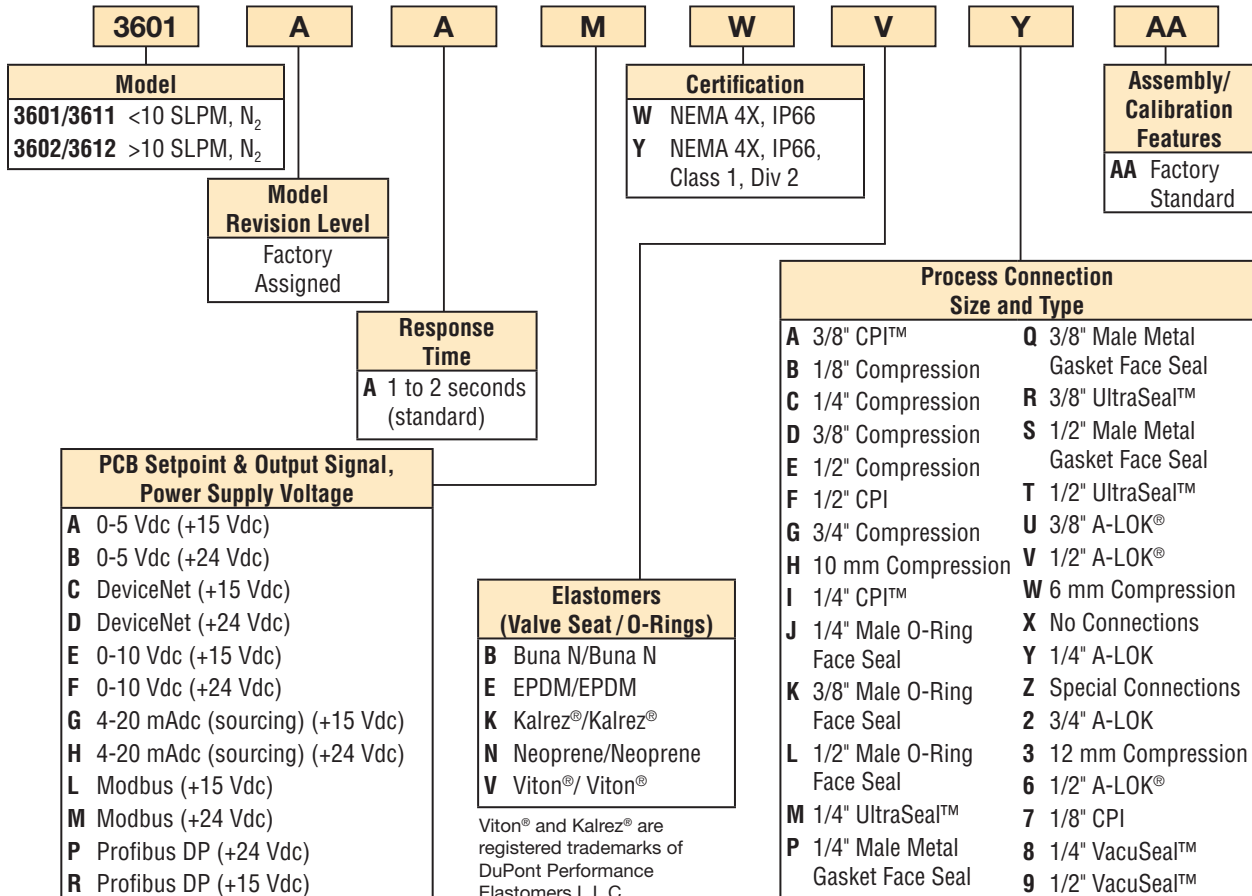 3601 A A M W V Y AA
Model
3601/3611 <10 SLPM, N2
3602/3612 >10 SLPM, N2
Model
Revision Level
Factory
Assigned
Response
Time
A 1 to 2 seconds
(standard)
PCB Setpoint & Output Signal,
Power Supply Voltage
A 0-5 Vdc (+15 Vdc)
B 0-5 Vdc (+24 Vdc)
C DeviceNet (+15 Vdc)
D DeviceNet (+24 Vdc)
E 0-10 Vdc (+15 Vdc)
F 0-10 Vdc (+24 Vdc)
G 4-20 mAdc (sourcing) (+15 Vdc)
H 4-20 mAdc (sourcing) (+24 Vdc)
L Modbus (+15 Vdc)
M Modbus (+24 Vdc)
P Profibus DP (+24 Vdc)
R Profibus DP (+15 Vdc)
Certification
W NEMA 4X, IP66
Y NEMA 4X, IP66,
Class 1, Div 2
Elastomers
(Valve Seat / O-Rings)
B Buna N/Buna N
E EPDM/EPDM
K Kalrez®/Kalrez®
N Neoprene/Neoprene
V Viton®/ Viton®
Viton® and Kalrez® are
registered trademarks of
DuPont Performance
Elastomers L.L.C.
Process Connection
Size and Type
A 3/8" CPI™
B 1/8" Compression
C 1/4" Compression
D 3/8" Compression
E 1/2" Compression
F 1/2" CPI
G 3/4" Compression
H 10 mm Compression
I 1/4" CPI™
J 1/4" Male O-Ring
Face Seal
K 3/8" Male O-Ring
Face Seal
L 1/2" Male O-Ring
Face Seal
M 1/4" UltraSeal™
P 1/4" Male Metal
Gasket Face Seal
Q 3/8" Male Metal
Gasket Face Seal
R 3/8" UltraSeal™
S 1/2" Male Metal
Gasket Face Seal
T 1/2" UltraSeal™
U 3/8" A-LOK®
V 1/2" A-LOK®
W 6 mm Compression
X No Connections
Y 1/4" A-LOK
Z Special Connections
2 3/4" A-LOK
3 12 mm Compression
6 1/2" A-LOK®
7 1/8" CPI
8 1/4" VacuSeal™
9 1/2" VacuSeal™
Assembly/
Calibration
Features
AA Factory
Standard